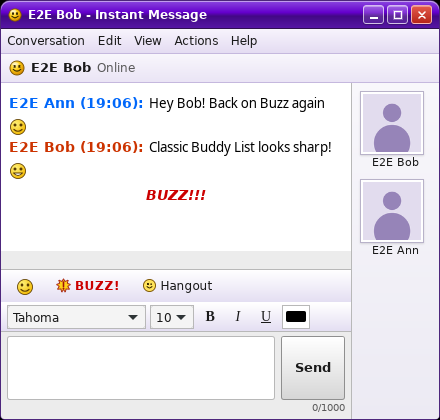 E2E Bob - Instant Message
Conversation Edit View Actions Help
E2E Bob Online
E2E Ann (19:06): Hey Bob! Back on Buzz again
E2E Bob (19:06): Classic Buddy List looks sharp!
BUZZ!!!
E2E Bob
E2E Ann
BUZZ! Hangout
Tahoma 10 B I U
Send
0/1000